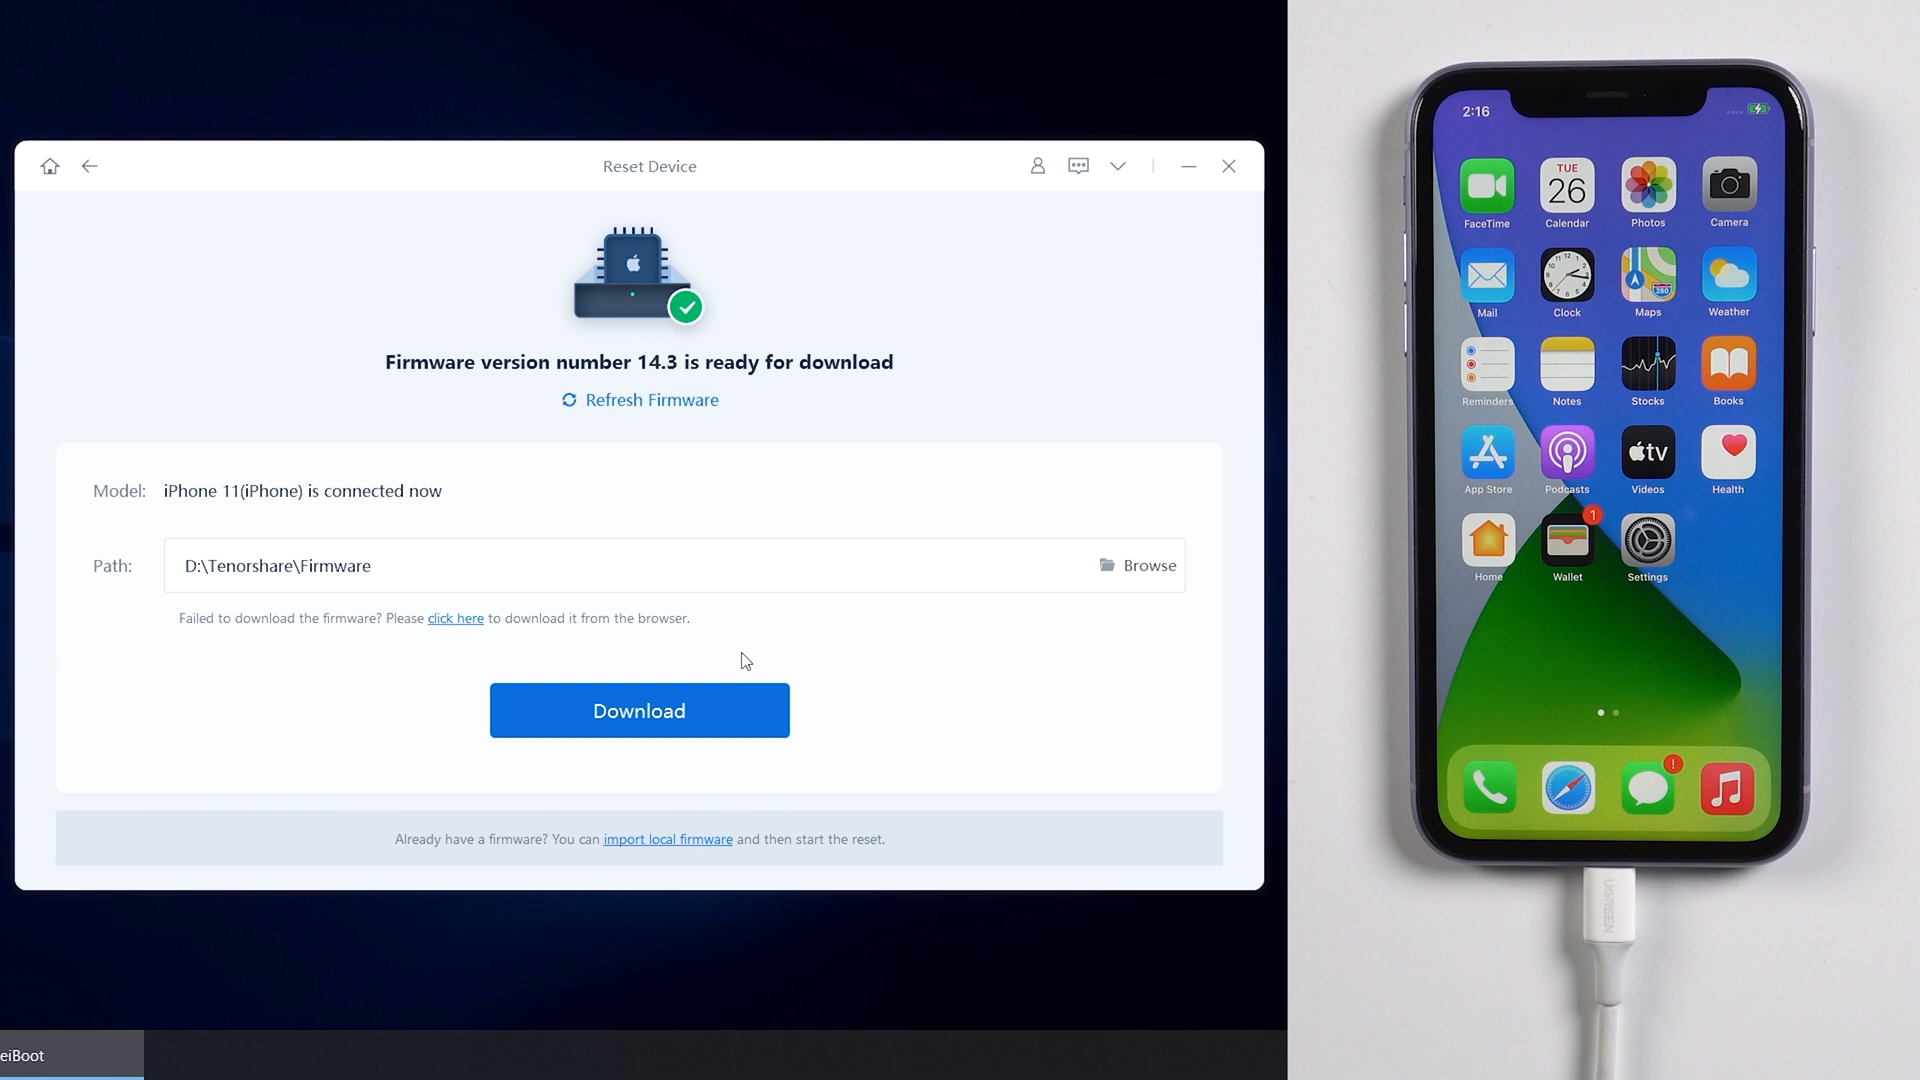 Reset Device
Firmware version number 14.3 is ready for download
Refresh Firmware
Model: iPhone 11(iPhone) is connected now
Path: D:\Tenorshare\Firmware Browse
Failed to download the firmware? Please click here to download it from the browser.
Download
Already have a firmware? You can import local firmware and then start the reset.
eiBoot
2:16
TUE
26
FaceTime Calendar Photos Camera
12
280
Mail Clock Maps Weather
Reminders Notes Stocks Books
tv
App Store Podcasts Videos Health
1
Home Wallet Settings
!
UGREEN